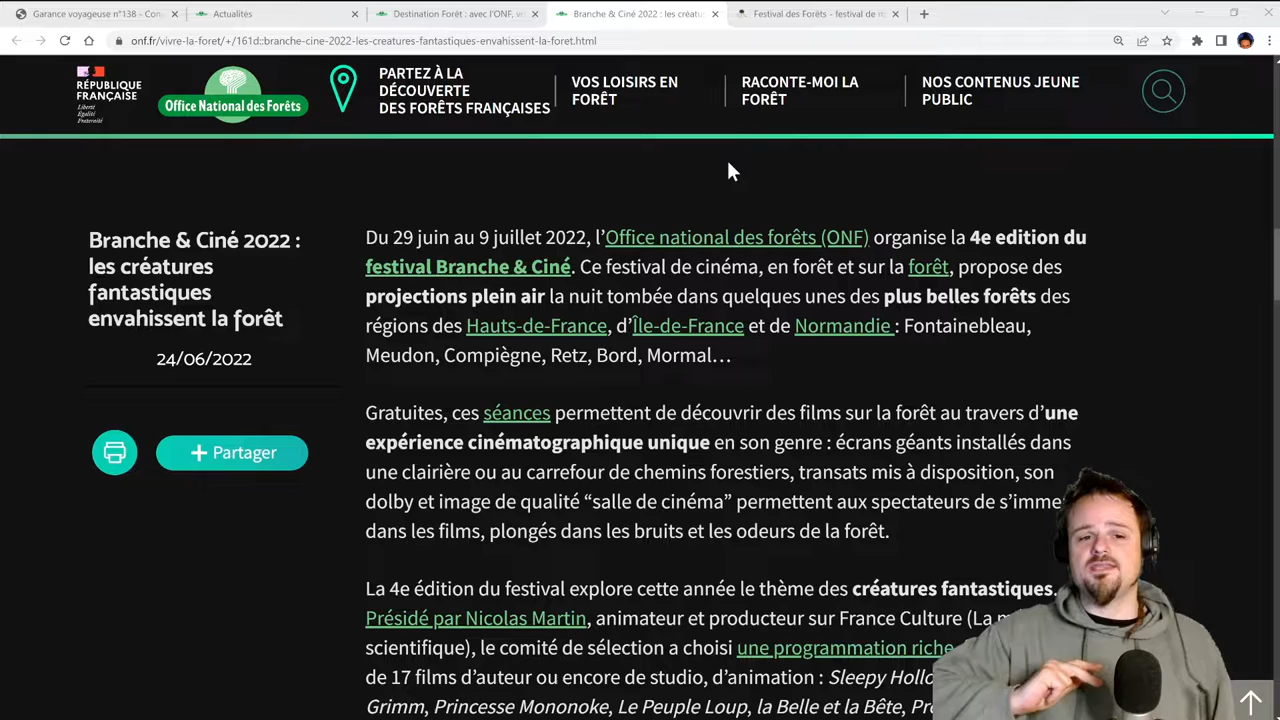 Garance voyageuse n°138 - Con
Actualités
Destination Forêt : avec l'ONF, v
Branche & Ciné 2022 : les créatu
Festival des Forêts - festival de m
onf.fr/vivre-la-foret/+/161d::branche-cine-2022-les-creatures-fantastiques-envahissent-la-foret.html
RÉPUBLIQUE
FRANÇAISE
Liberté
Égalité
Fraternité
Office National des Forêts
PARTEZ À LA
DÉCOUVERTE
DES FORÊTS FRANÇAISES
VOS LOISIRS EN
FORÊT
RACONTE-MOI LA
FORÊT
NOS CONTENUS JEUNE
PUBLIC
Branche & Ciné 2022 :
les créatures
fantastiques
envahissent la forêt
24/06/2022
+ Partager
Du 29 juin au 9 juillet 2022, l'Office national des forêts (ONF) organise la 4e edition du
festival Branche & Ciné. Ce festival de cinéma, en forêt et sur la forêt, propose des
projections plein air la nuit tombée dans quelques unes des plus belles forêts des
régions des Hauts-de-France, d'Île-de-France et de Normandie : Fontainebleau,
Meudon, Compiègne, Retz, Bord, Mormal…
Gratuites, ces séances permettent de découvrir des films sur la forêt au travers d'une
expérience cinématographique unique en son genre : écrans géants installés dans
une clairière ou au carrefour de chemins forestiers, transats mis à disposition, son
dolby et image de qualité “salle de cinéma” permettent aux spectateurs de s'imme
dans les films, plongés dans les bruits et les odeurs de la forêt.
La 4e édition du festival explore cette année le thème des créatures fantastiques.
Présidé par Nicolas Martin, animateur et producteur sur France Culture (La m
scientifique), le comité de sélection a choisi une programmation riche
de 17 films d'auteur ou encore de studio, d'animation : Sleepy Hollo
Grimm, Princesse Mononoke, Le Peuple Loup, la Belle et la Bête, Pr